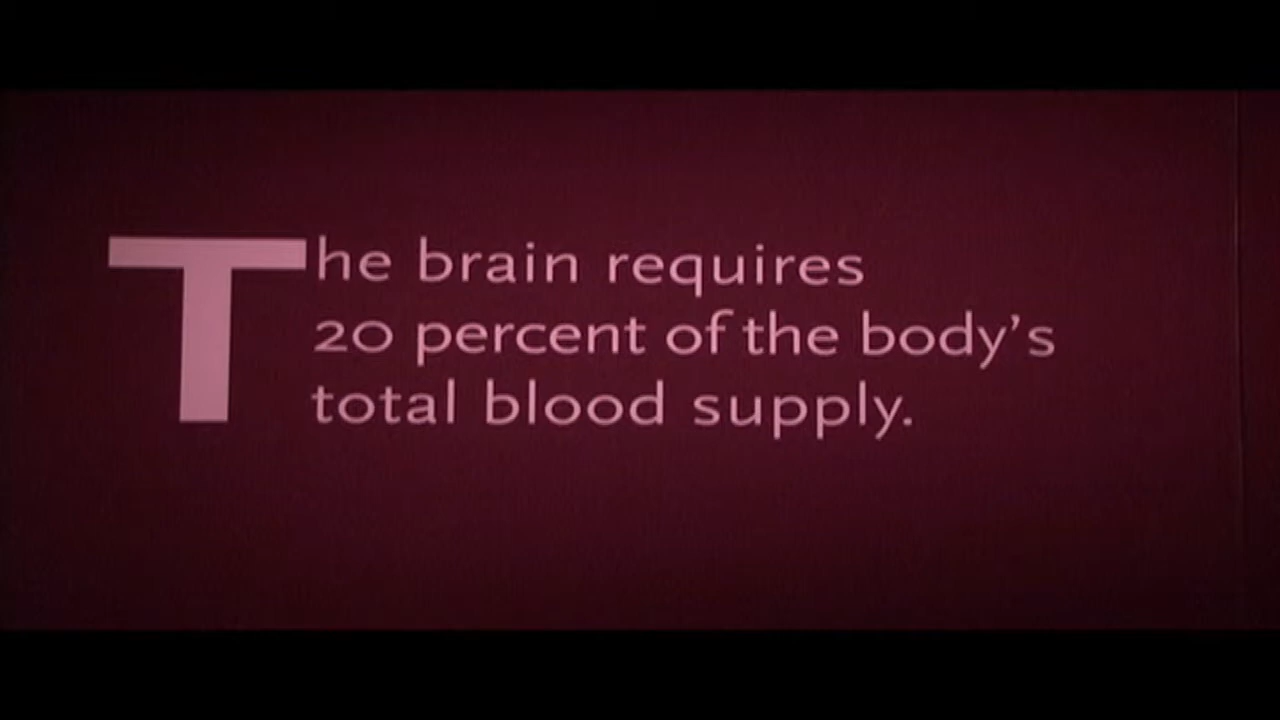 The brain requires
20 percent of the body's
total blood supply.